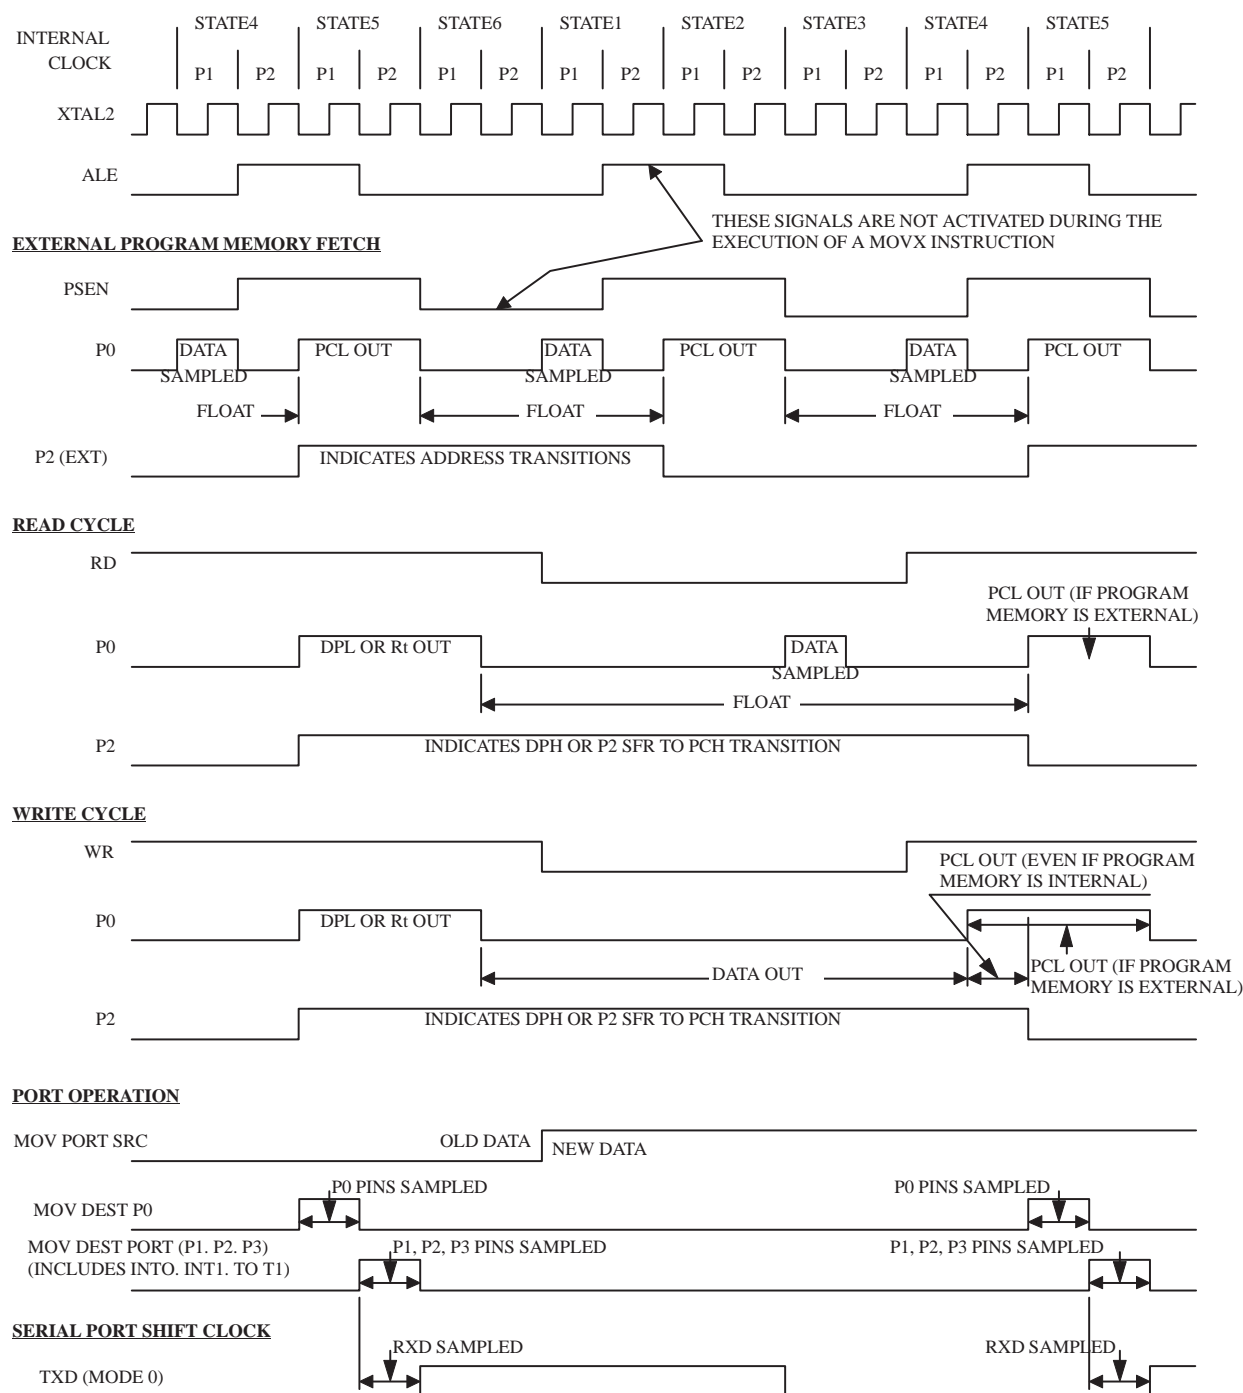 STATE4 STATE5 STATE6 STATE1 STATE2 STATE3 STATE4 STATE5
INTERNAL
CLOCK
P1 P2 P1 P2 P1 P2 P1 P2 P1 P2 P1 P2 P1 P2 P1 P2
XTAL2
ALE
THESE SIGNALS ARE NOT ACTIVATED DURING THE
EXECUTION OF A MOVX INSTRUCTION
EXTERNAL PROGRAM MEMORY FETCH
PSEN
P0 DATA PCL OUT DATA PCL OUT DATA PCL OUT
SAMPLED SAMPLED SAMPLED
FLOAT FLOAT FLOAT
P2 (EXT) INDICATES ADDRESS TRANSITIONS
READ CYCLE
RD
PCL OUT (IF PROGRAM
MEMORY IS EXTERNAL)
P0 DPL OR Rt OUT DATA
SAMPLED
FLOAT
P2 INDICATES DPH OR P2 SFR TO PCH TRANSITION
WRITE CYCLE
WR
PCL OUT (EVEN IF PROGRAM
MEMORY IS INTERNAL)
P0 DPL OR Rt OUT
DATA OUT
PCL OUT (IF PROGRAM
MEMORY IS EXTERNAL)
P2 INDICATES DPH OR P2 SFR TO PCH TRANSITION
PORT OPERATION
MOV PORT SRC OLD DATA NEW DATA
P0 PINS SAMPLED P0 PINS SAMPLED
MOV DEST P0
MOV DEST PORT (P1. P2. P3) P1, P2, P3 PINS SAMPLED P1, P2, P3 PINS SAMPLED
(INCLUDES INTO. INT1. TO T1)
SERIAL PORT SHIFT CLOCK
RXD SAMPLED RXD SAMPLED
TXD (MODE 0)